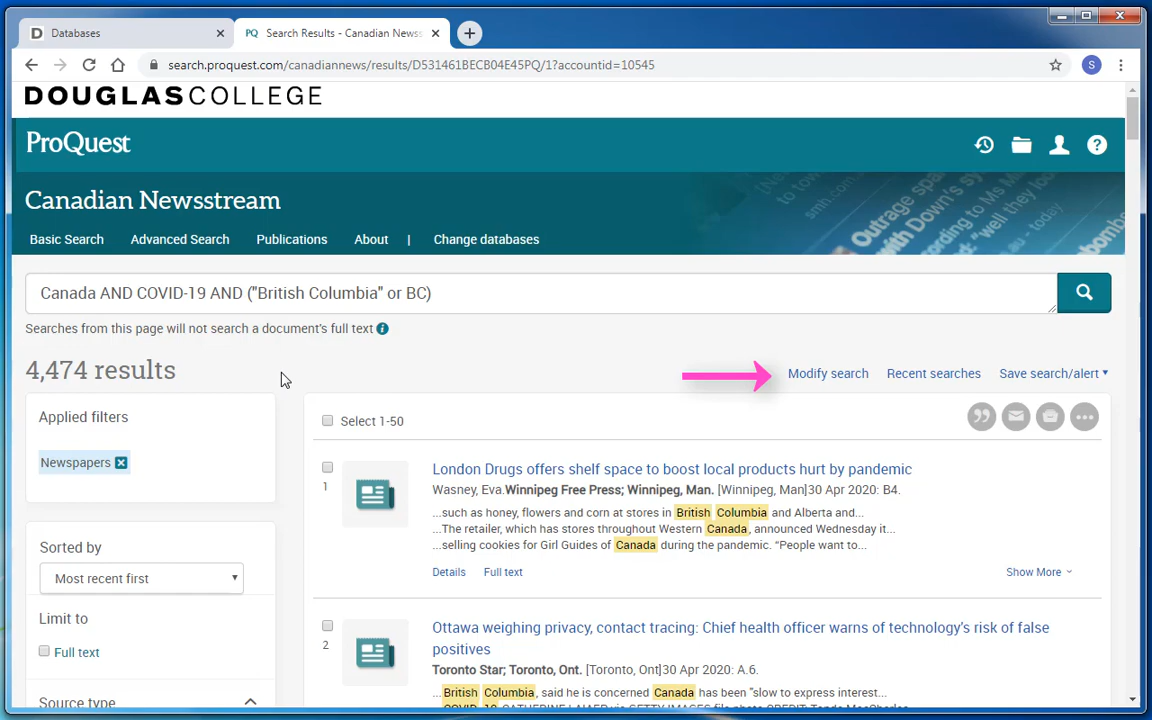 Databases
PQ Search Results - Canadian Newss
search.proquest.com/canadiannews/results/D531461BECB04E45PQ/1?accountid=10545
S
DOUGLASCOLLEGE
ProQuest
Canadian Newsstream
Outrage
with Down's
Basic Search Advanced Search Publications About | Change databases
Canada AND COVID-19 AND ("British Columbia" or BC)
Searches from this page will not search a document's full text
4,474 results
Modify search Recent searches Save search/alert
Applied filters
Newspapers
Select 1-50
1
London Drugs offers shelf space to boost local products hurt by pandemic
Wasney, Eva.Winnipeg Free Press; Winnipeg, Man. [Winnipeg, Man]30 Apr 2020: B4.
...such as honey, flowers and corn at stores in British Columbia and Alberta and...
...The retailer, which has stores throughout Western Canada, announced Wednesday it...
...selling cookies for Girl Guides of Canada during the pandemic. “People want to...
Details Full text Show More
Sorted by
Most recent first
Limit to
Full text
Source type
2
Ottawa weighing privacy, contact tracing: Chief health officer warns of technology's risk of false
positives
Toronto Star; Toronto, Ont. [Toronto, Ont]30 Apr 2020: A.6.
...British Columbia, said he is concerned Canada has been "slow to express interest...